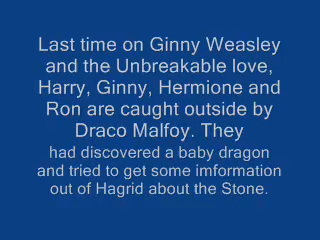 Last time on Ginny Weasley
and the Unbreakable love,
Harry, Ginny, Hermione and
Ron are caught outside by
Draco Malfoy. They
had discovered a baby dragon
and tried to get some imformation
out of Hagrid about the Stone.